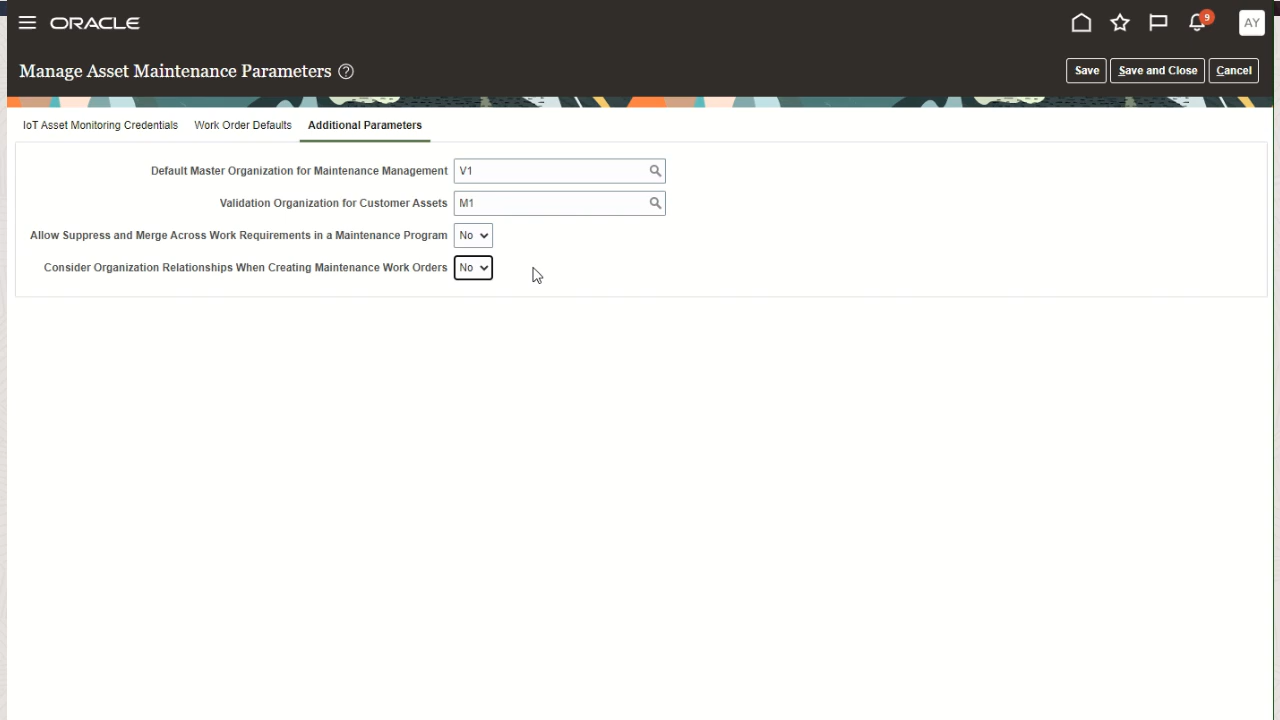 ORACLE
9
AY
Manage Asset Maintenance Parameters ?
Save
Save and Close
Cancel
IoT Asset Monitoring Credentials
Work Order Defaults
Additional Parameters
Default Master Organization for Maintenance Management V1
Validation Organization for Customer Assets M1
Allow Suppress and Merge Across Work Requirements in a Maintenance Program No
Consider Organization Relationships When Creating Maintenance Work Orders No